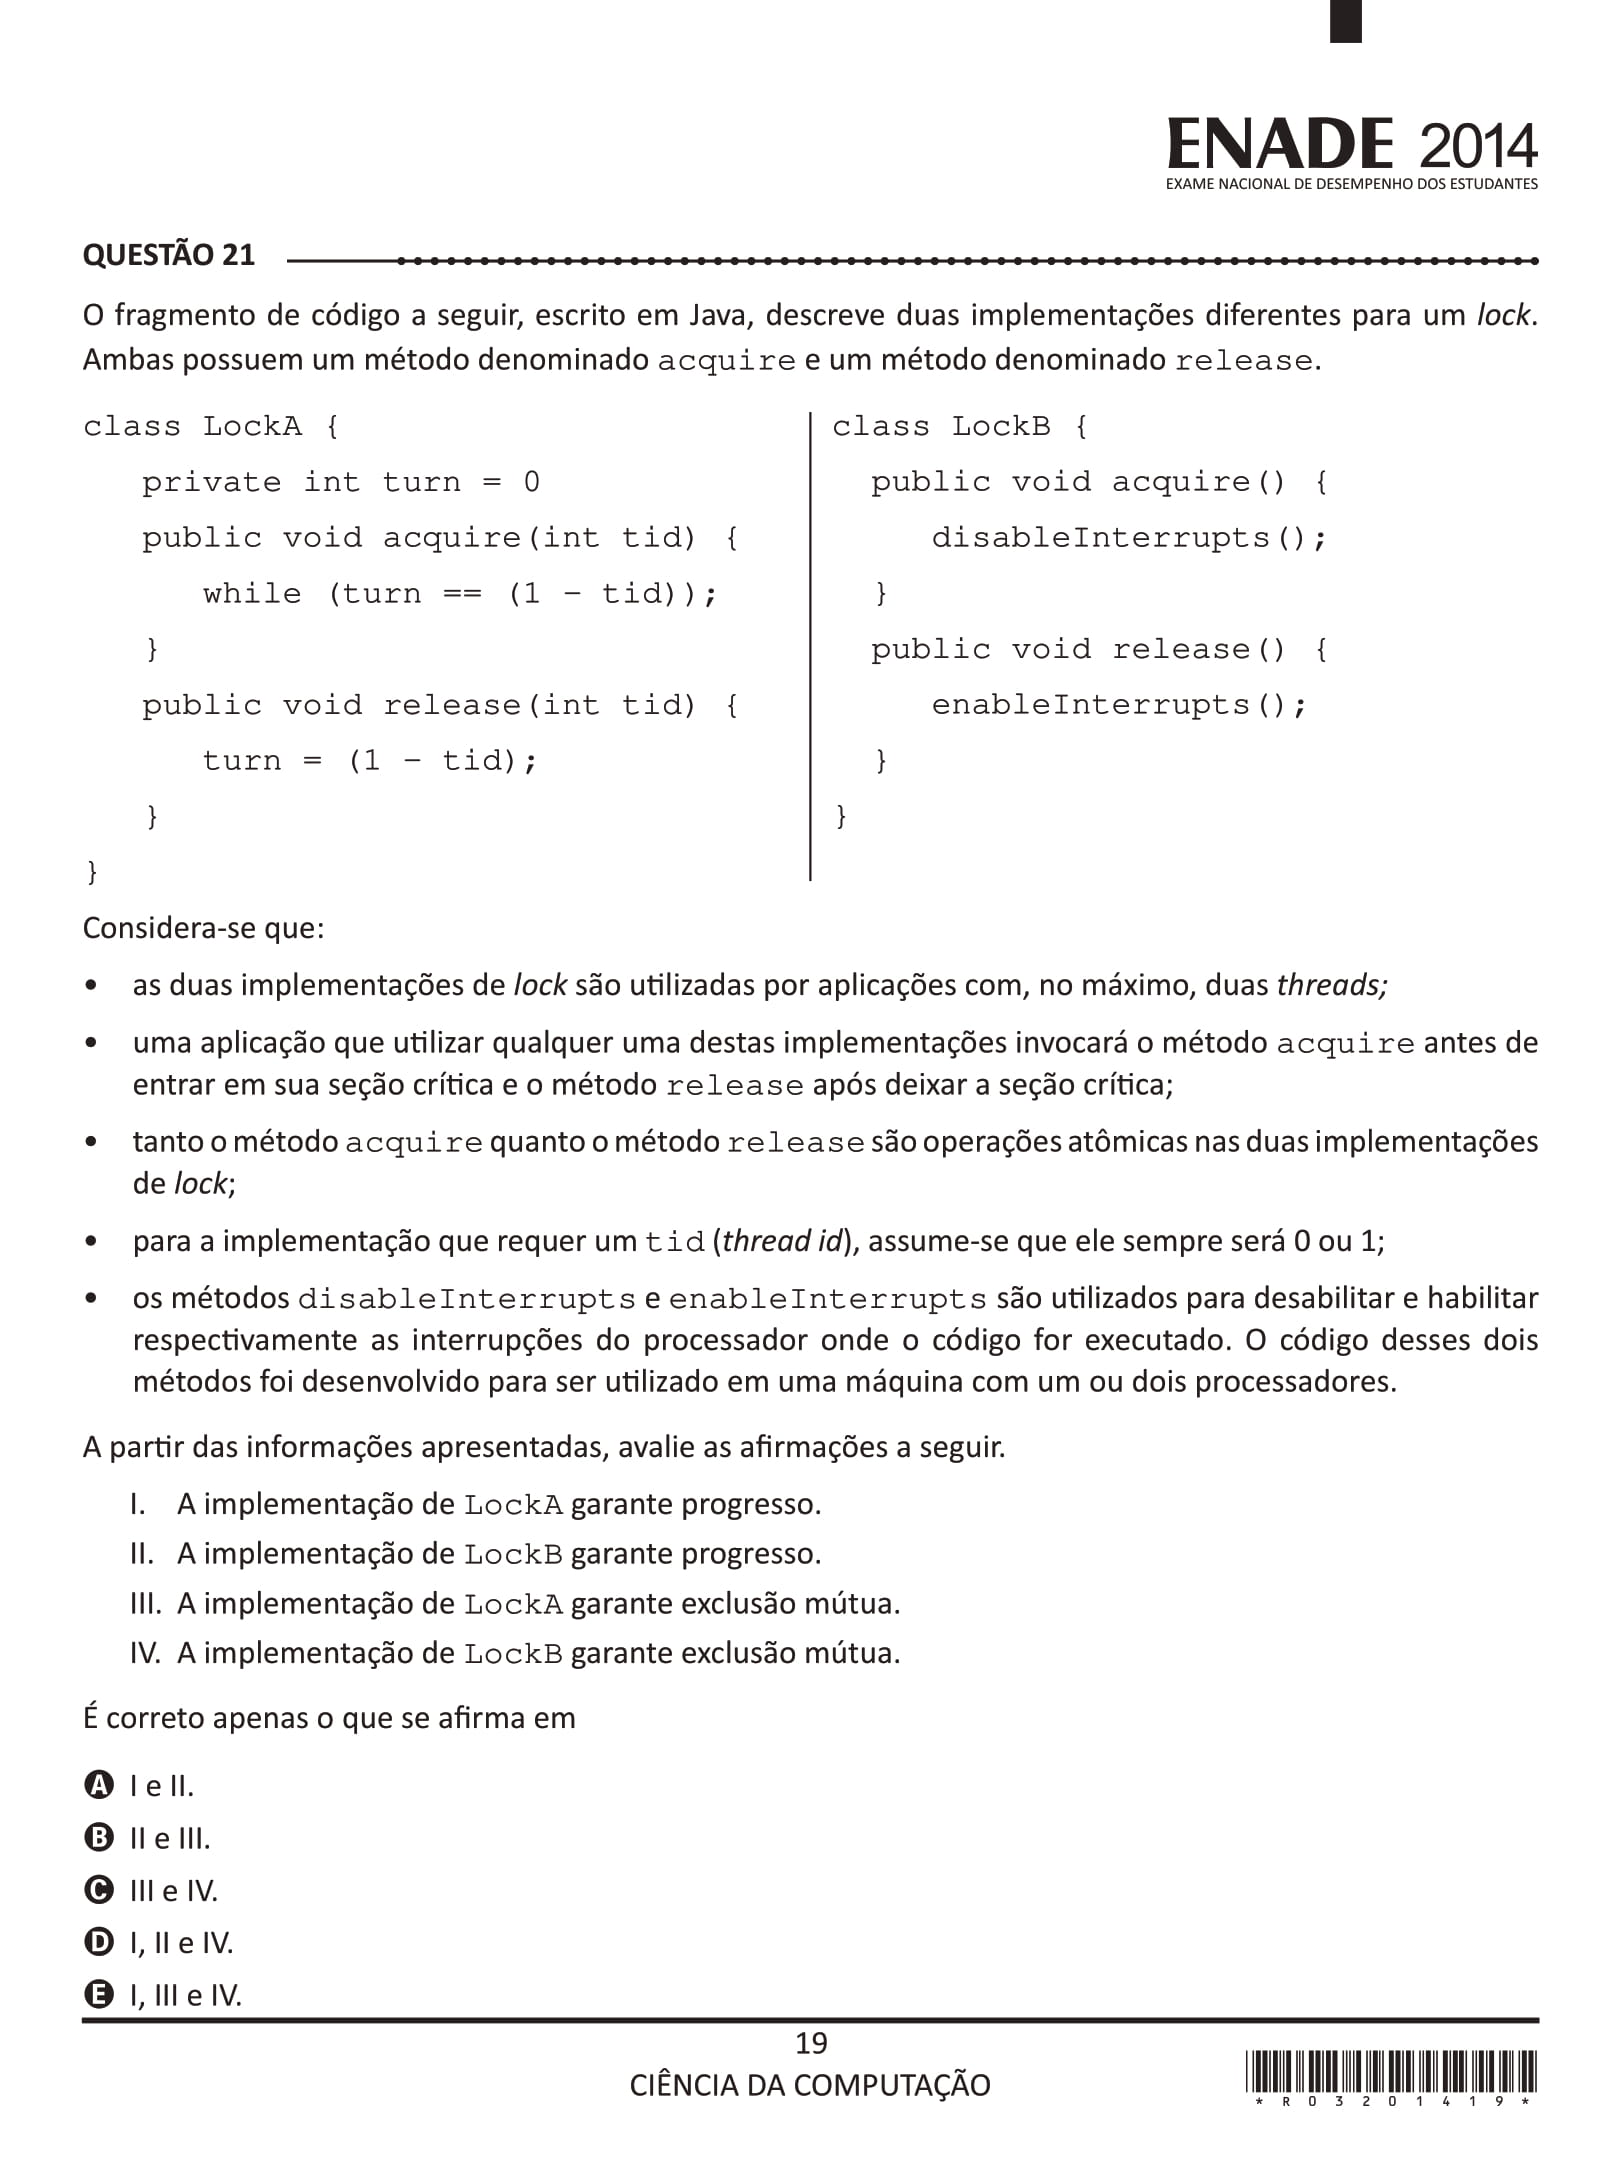 ENADE 2014
EXAME NACIONAL DE DESEMPENHO DOS ESTUDANTES
QUESTÃO 21
O fragmento de código a seguir, escrito em Java, descreve duas implementações diferentes para um lock.
Ambas possuem um método denominado acquire e um método denominado release.
class LockA {
private int turn = 0
public void acquire(int tid) {
while (turn == (1 – tid));
}
public void release(int tid) {
turn = (1 – tid);
}
}
class LockB {
public void acquire() {
disableInterrupts();
}
public void release() {
enableInterrupts();
}
}
Considera-se que:
• as duas implementações de lock são utilizadas por aplicações com, no máximo, duas threads;
• uma aplicação que utilizar qualquer uma destas implementações invocará o método acquire antes de
entrar em sua seção crítica e o método release após deixar a seção crítica;
• tanto o método acquire quanto o método release são operações atômicas nas duas implementações
de lock;
• para a implementação que requer um tid (thread id), assume-se que ele sempre será 0 ou 1;
• os métodos disableInterrupts e enableInterrupts são utilizados para desabilitar e habilitar
respectivamente as interrupções do processador onde o código for executado. O código desses dois
métodos foi desenvolvido para ser utilizado em uma máquina com um ou dois processadores.
A partir das informações apresentadas, avalie as afirmações a seguir.
I. A implementação de LockA garante progresso.
II. A implementação de LockB garante progresso.
III. A implementação de LockA garante exclusão mútua.
IV. A implementação de LockB garante exclusão mútua.
É correto apenas o que se afirma em
A I e II.
B II e III.
C III e IV.
D I, II e IV.
E I, III e IV.
19
CIÊNCIA DA COMPUTAÇÃO
*R03201419*